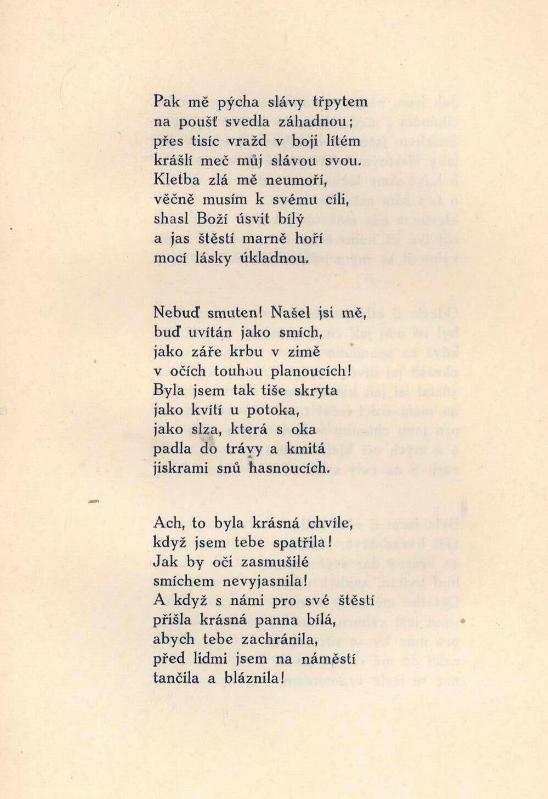 Pak mě pýcha slávy třpytem
na poušť svedla záhadnou;
přes tisíc vražd v boji lítém
krášlí meč můj slávou svou.
Kletba zlá mě neumoří,
věčně musím k svému cíli,
shasl Boží úsvit bílý
a jas štěstí marně hoří
mocí lásky úkladnou.
Nebuď smuten! Našel jsi mě,
buď uvítán jako smích,
jako záře krbu v zimě
v očích touhou planoucích!
Byla jsem tak tiše skryta
jako kvítí u potoka,
jako slza, která s oka
padla do trávy a kmitá
jiskrami snů hasnoucích.
Ach, to byla krásná chvíle,
když jsem tebe spatřila!
Jak by oči zasmušilé
smíchem nevyjasnila!
A když s námi pro své štěstí
přišla krásná panna bílá,
abych tebe zachránila,
před lidmi jsem na náměstí
tančila a bláznila!